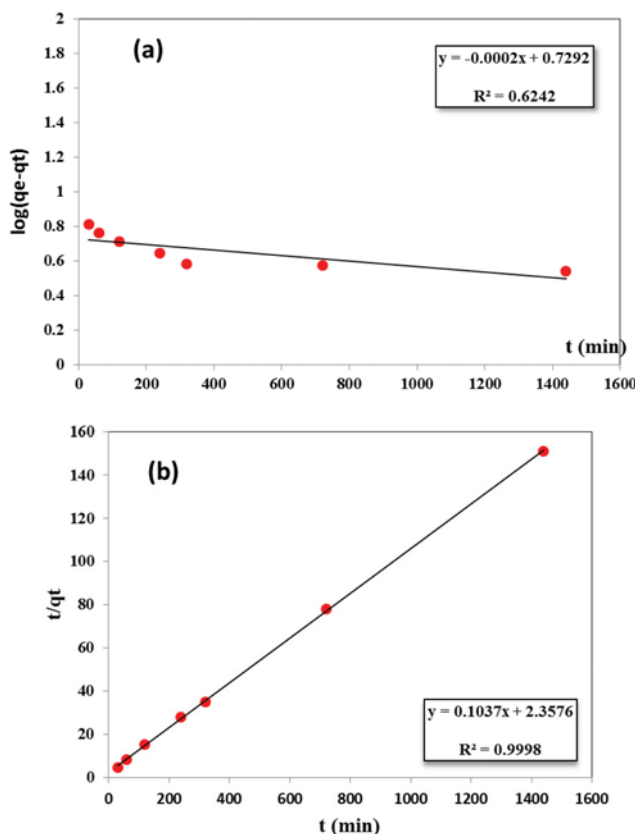 (a)
y = -0.0002x + 0.7292
R² = 0.6242
log(qe-qt)
2
1.8
1.6
1.4
1.2
1
0.8
0.6
0.4
0.2
0
t (min)
0 200 400 600 800 1000 1200 1400 1600
(b)
160
140
120
100
80
60
40
20
0
t/qt
y = 0.1037x + 2.3576
R² = 0.9998
0 200 400 600 800 1000 1200 1400 1600
t (min)